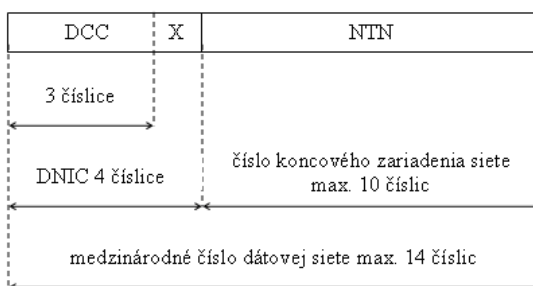 DCC X NTN
3 číslice
DNIC 4 číslice
číslo koncového zariadenia siete
max. 10 číslic
medzinárodné číslo dátovej siete max. 14 číslic